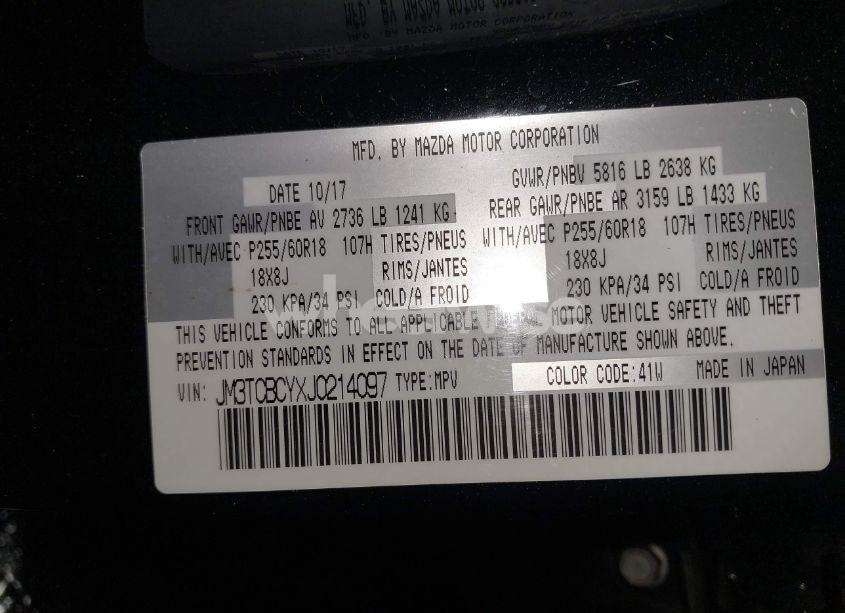 MFD. BY MAZDA MOTOR CORPORATION
DATE 10/17
GVWR/PNBV 5816 LB 2638 KG
FRONT GAWR/PNBE AV 2736 LB 1241 KG
REAR GAWR/PNBE AR 3159 LB 1433 KG
WITH/AVEC P255/60R18 107H TIRES/PNEUS
18X8J RIMS/JANTES
230 KPA/34 PSI COLD/A FROID
WITH/AVEC P255/60R18 107H TIRES/PNEUS
18X8J RIMS/JANTES
230 KPA/34 PSI COLD/A FROID
THIS VEHICLE CONFORMS TO ALL APPLICABLE MOTOR VEHICLE SAFETY AND THEFT
PREVENTION STANDARDS IN EFFECT ON THE DATE OF MANUFACTURE SHOWN ABOVE.
VIN: JM3TCBCYXJ0214097 TYPE:MPV COLOR CODE:41W MADE IN JAPAN